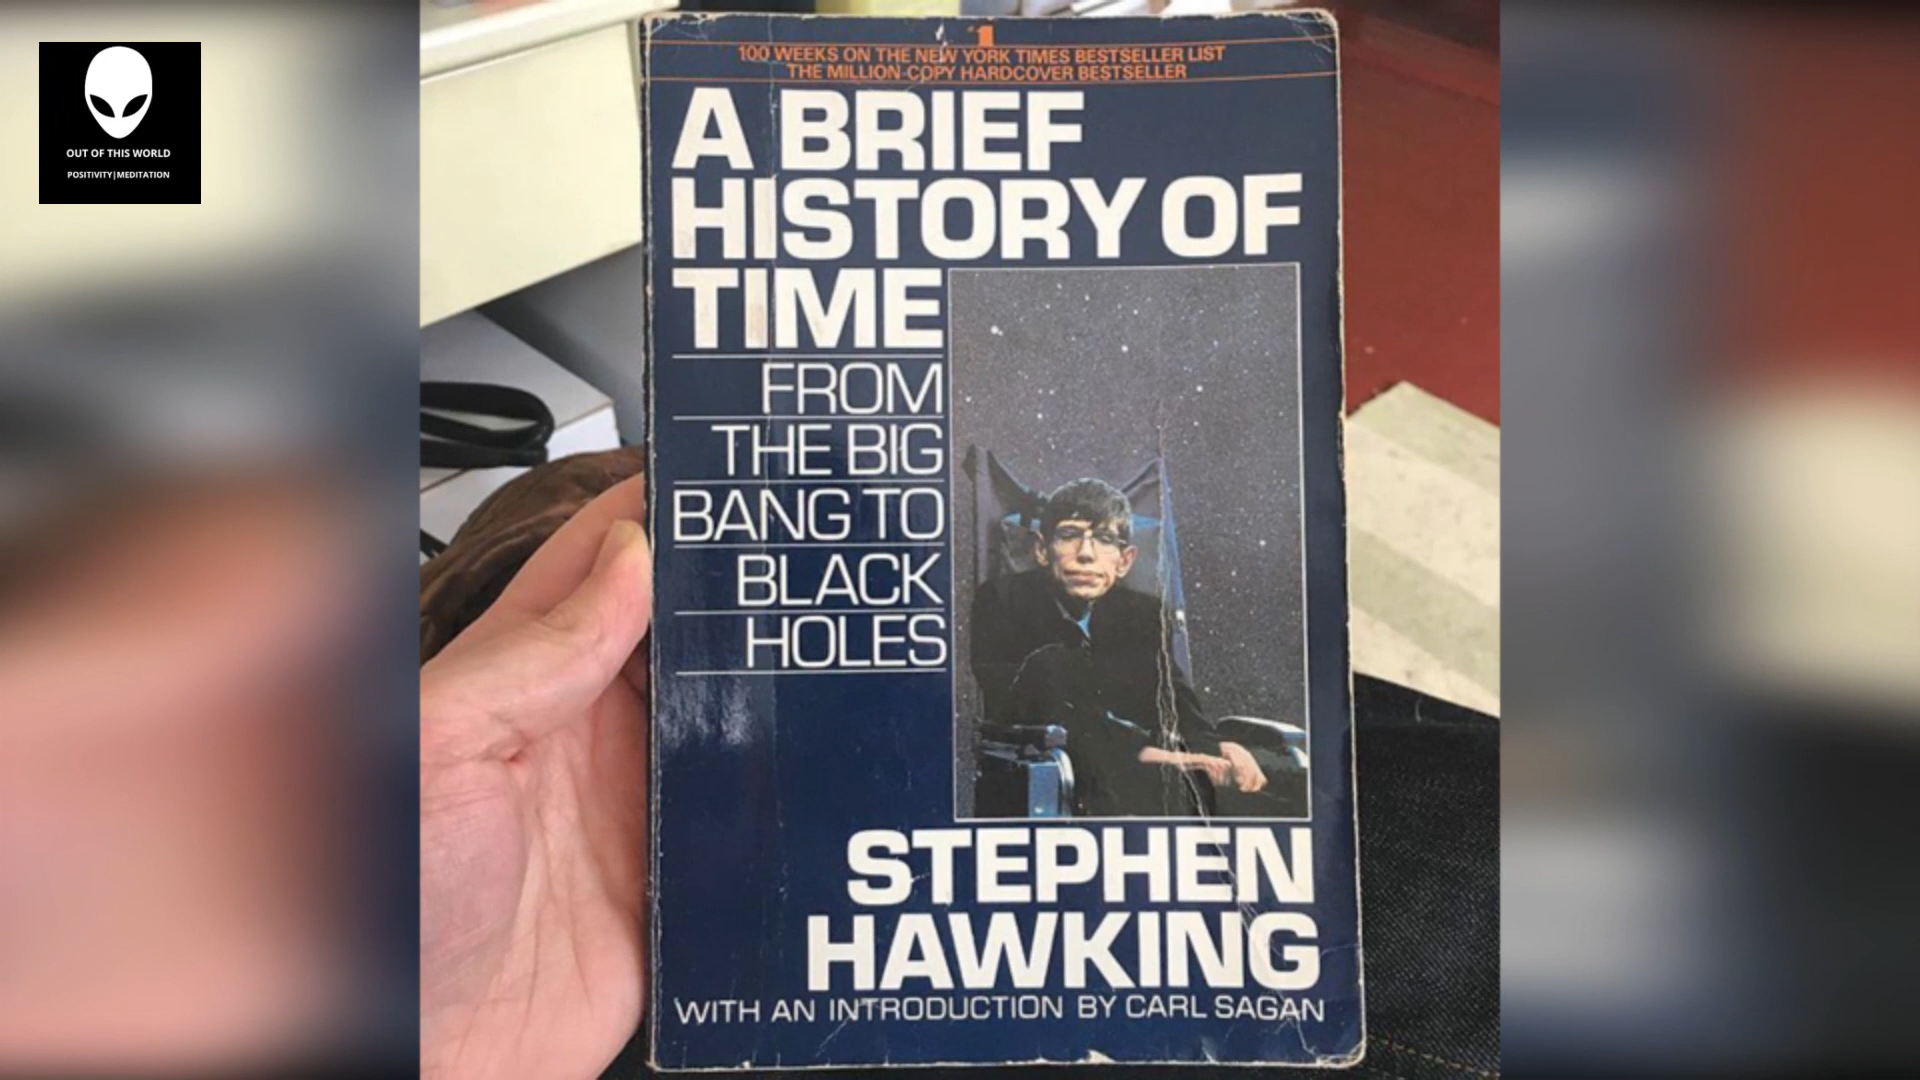 OUT OF THIS WORLD
POSITIVITY|MEDITATION
#1
100 WEEKS ON THE NEW YORK TIMES BESTSELLER LIST
THE MILLION-COPY HARDCOVER BESTSELLER
A BRIEF
HISTORY OF
TIME
FROM
THE BIG
BANG TO
BLACK
HOLES
STEPHEN
HAWKING
WITH AN INTRODUCTION BY CARL SAGAN